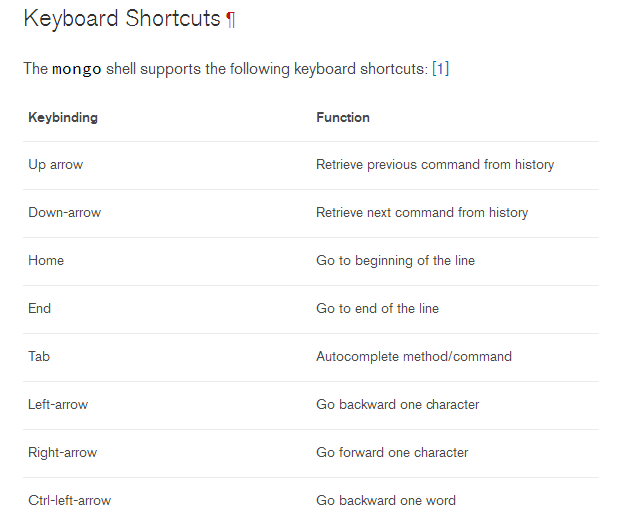 Keyboard Shortcuts ¶
The mongo shell supports the following keyboard shortcuts: [1]
Keybinding Function
Up arrow Retrieve previous command from history
Down-arrow Retrieve next command from history
Home Go to beginning of the line
End Go to end of the line
Tab Autocomplete method/command
Left-arrow Go backward one character
Right-arrow Go forward one character
Ctrl-left-arrow Go backward one word